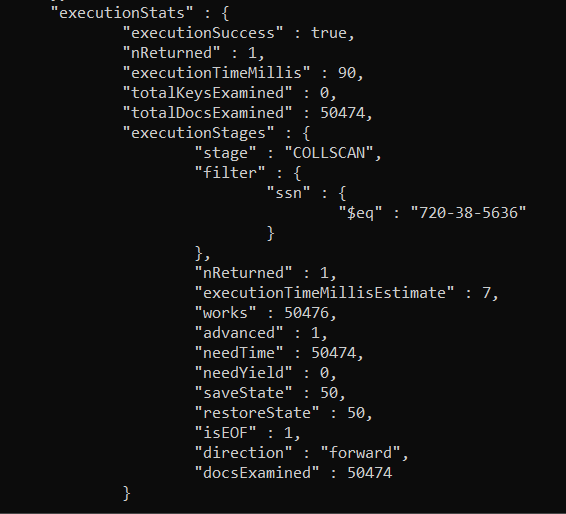 "executionStats" : {
"executionSuccess" : true,
"nReturned" : 1,
"executionTimeMillis" : 90,
"totalKeysExamined" : 0,
"totalDocsExamined" : 50474,
"executionStages" : {
"stage" : "COLLSCAN",
"filter" : {
"ssn" : {
"$eq" : "720-38-5636"
}
},
"nReturned" : 1,
"executionTimeMillisEstimate" : 7,
"works" : 50476,
"advanced" : 1,
"needTime" : 50474,
"needYield" : 0,
"saveState" : 50,
"restoreState" : 50,
"isEOF" : 1,
"direction" : "forward",
"docsExamined" : 50474
}